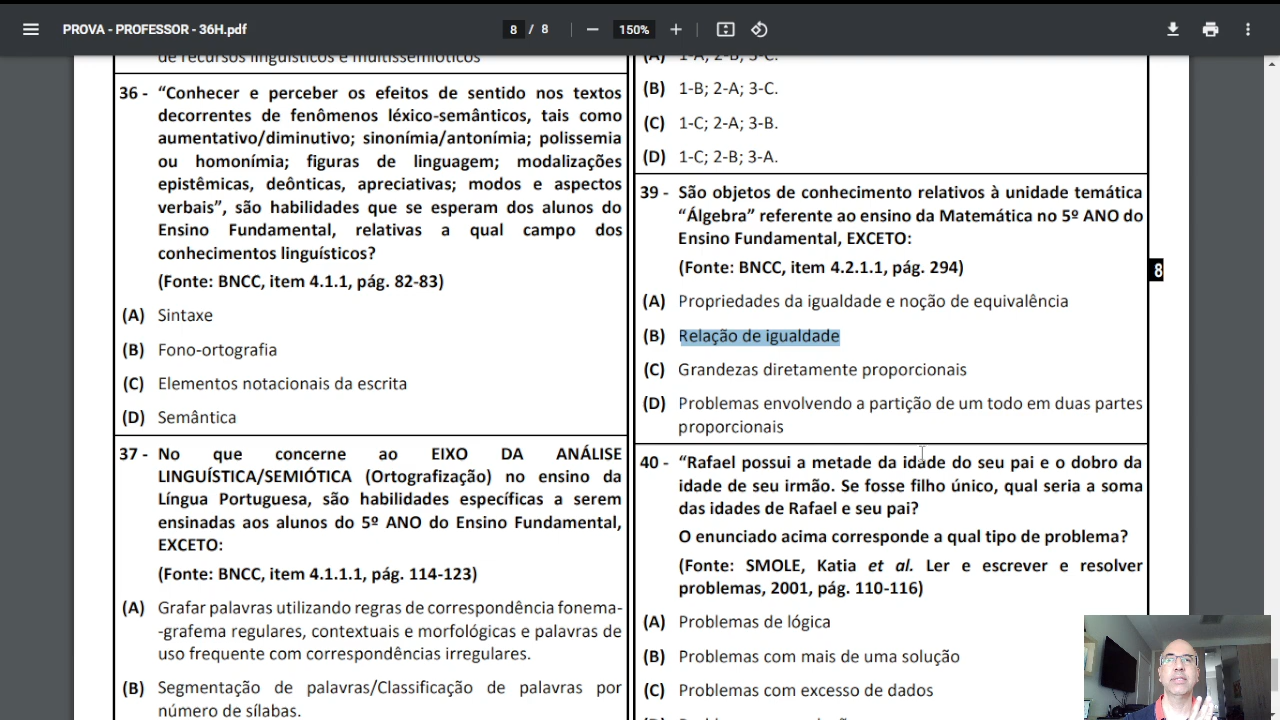 PROVA - PROFESSOR - 36H.pdf
8 / 8
150%
de recursos linguísticos e multissemióticos
36 - “Conhecer e perceber os efeitos de sentido nos textos
decorrentes de fenômenos léxico-semânticos, tais como
aumentativo/diminutivo; sinonímia/antonímia; polissemia
ou homonímia; figuras de linguagem; modalizações
epistêmicas, deônticas, apreciativas; modos e aspectos
verbais”, são habilidades que se esperam dos alunos do
Ensino Fundamental, relativas a qual campo dos
conhecimentos linguísticos?
(Fonte: BNCC, item 4.1.1, pág. 82-83)
(A) Sintaxe
(B) Fono-ortografia
(C) Elementos notacionais da escrita
(D) Semântica
37 - No que concerne ao EIXO DA ANÁLISE
LINGUÍSTICA/SEMIÓTICA (Ortografização) no ensino da
Língua Portuguesa, são habilidades específicas a serem
ensinadas aos alunos do 5º ANO do Ensino Fundamental,
EXCETO:
(Fonte: BNCC, item 4.1.1.1, pág. 114-123)
(A) Grafar palavras utilizando regras de correspondência fonema-
-grafema regulares, contextuais e morfológicas e palavras de
uso frequente com correspondências irregulares.
(B) Segmentação de palavras/Classificação de palavras por
número de sílabas.
(A) 1-A; 2-B; 3-C.
(B) 1-B; 2-A; 3-C.
(C) 1-C; 2-A; 3-B.
(D) 1-C; 2-B; 3-A.
39 - São objetos de conhecimento relativos à unidade temática
“Álgebra” referente ao ensino da Matemática no 5º ANO do
Ensino Fundamental, EXCETO:
(Fonte: BNCC, item 4.2.1.1, pág. 294)
(A) Propriedades da igualdade e noção de equivalência
(B) Relação de igualdade
(C) Grandezas diretamente proporcionais
(D) Problemas envolvendo a partição de um todo em duas partes
proporcionais
40 - “Rafael possui a metade da idade do seu pai e o dobro da
idade de seu irmão. Se fosse filho único, qual seria a soma
das idades de Rafael e seu pai?
O enunciado acima corresponde a qual tipo de problema?
(Fonte: SMOLE, Katia et al. Ler e escrever e resolver
problemas, 2001, pág. 110-116)
(A) Problemas de lógica
(B) Problemas com mais de uma solução
(C) Problemas com excesso de dados
8